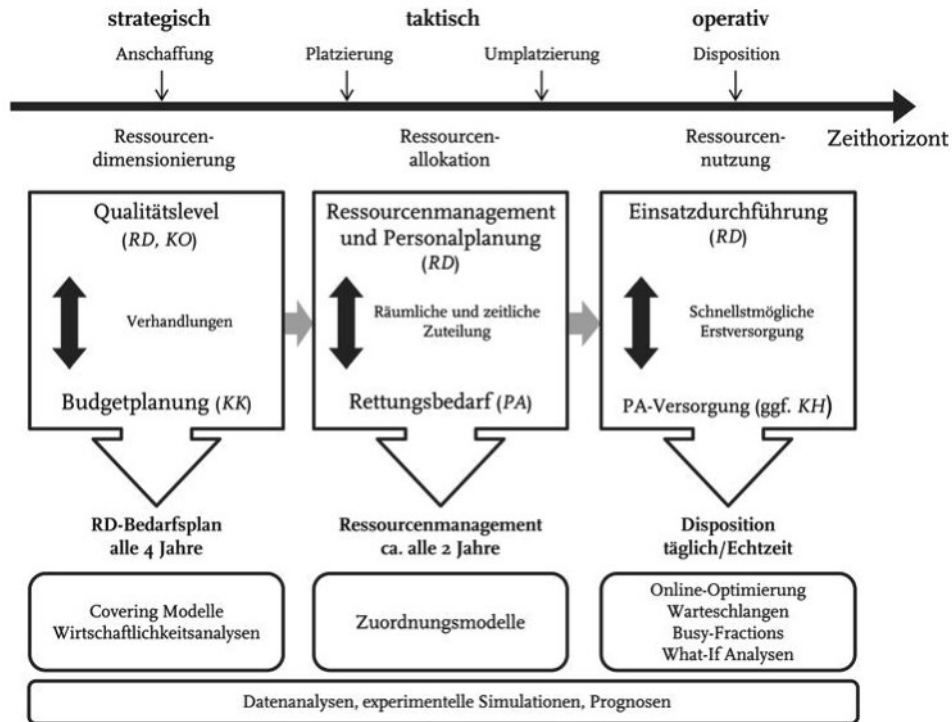 strategisch
taktisch
operativ
Anschaffung
Platzierung
Umplatzierung
Disposition
Zeithorizont
Ressourcen-
dimensionierung
Ressourcen-
allokation
Ressourcen-
nutzung
Qualitätslevel
(RD, KO)
Verhandlungen
Budgetplanung (KK)
Ressourcenmanagement
und Personalplanung
(RD)
Räumliche und zeitliche
Zuteilung
Rettungsbedarf (PA)
Einsatzdurchführung
(RD)
Schnellstmögliche
Erstversorgung
PA-Versorgung (ggf. KH)
RD-Bedarfsplan
alle 4 Jahre
Ressourcenmanagement
ca. alle 2 Jahre
Disposition
täglich/Echtzeit
Covering Modelle
Wirtschaftlichkeitsanalysen
Zuordnungsmodelle
Online-Optimierung
Warteschlangen
Busy-Fractions
What-If Analysen
Datenanalysen, experimentelle Simulationen, Prognosen